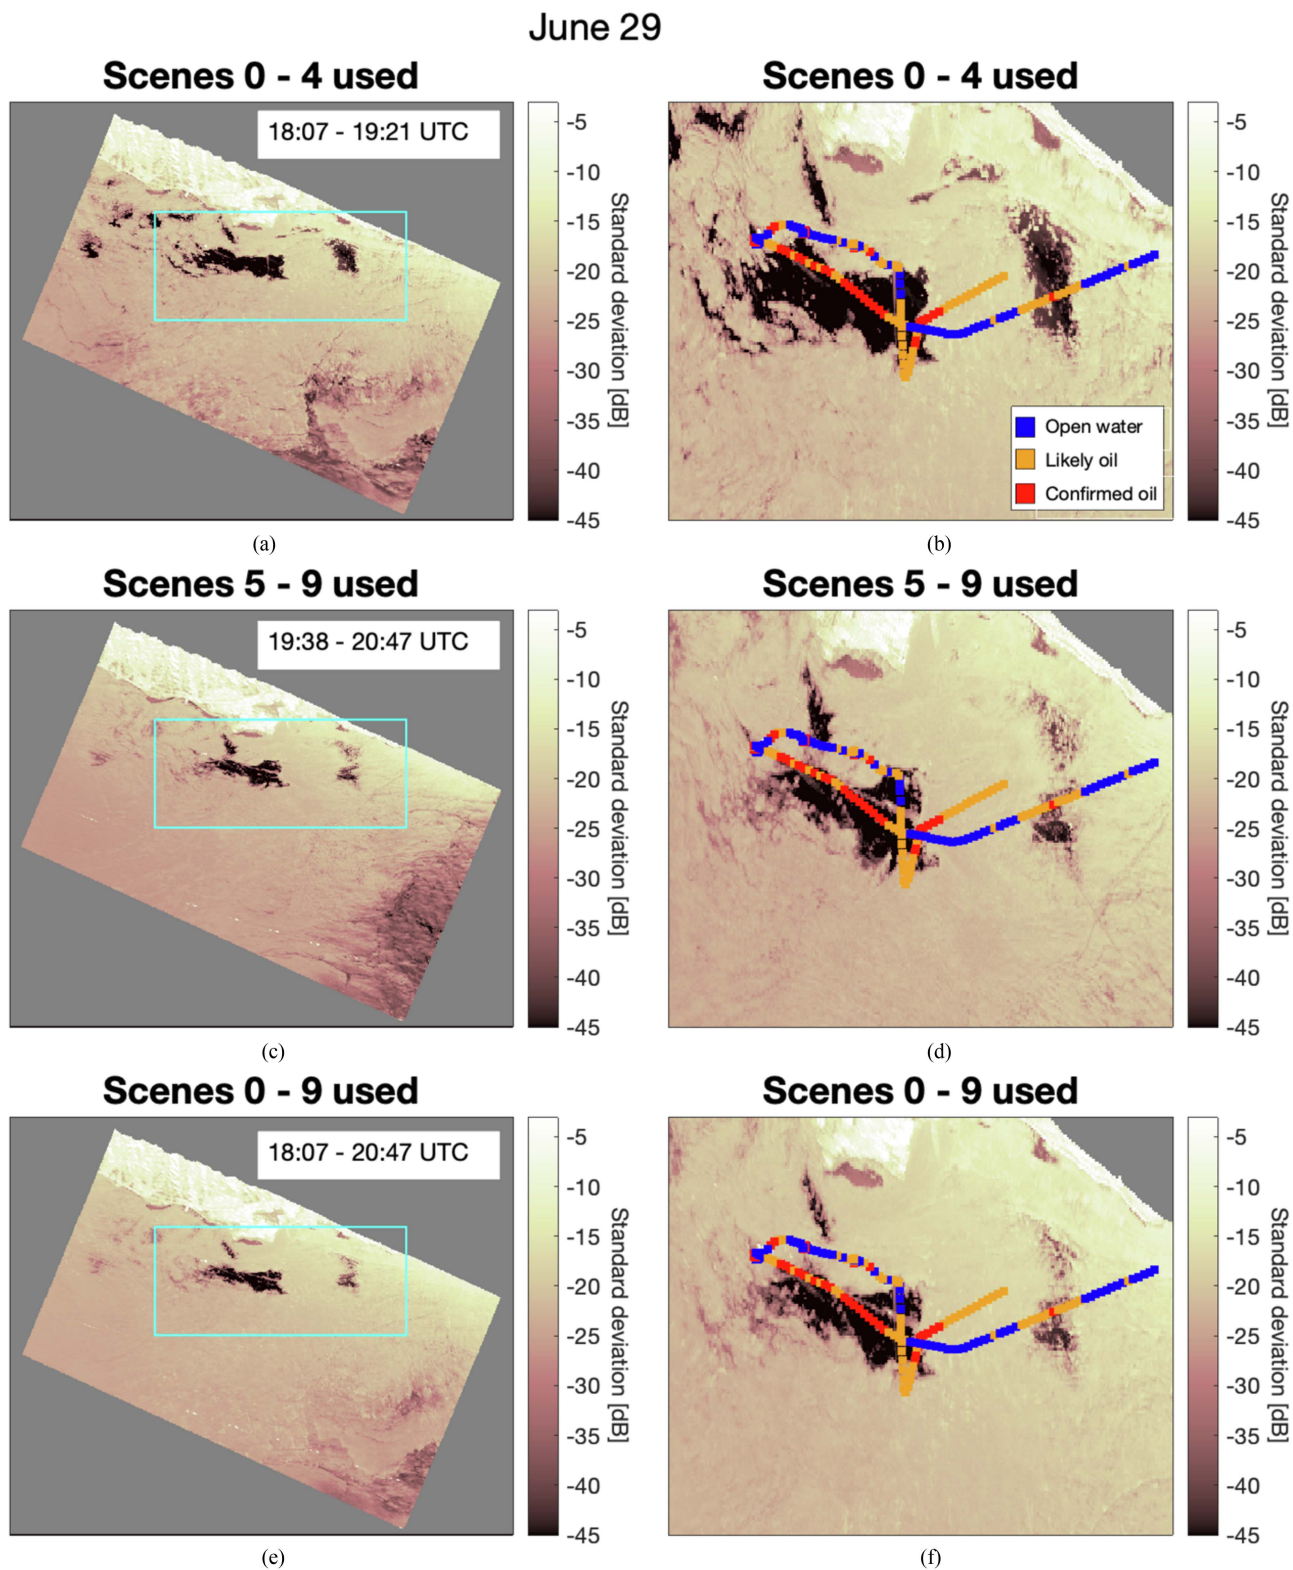 June 29
Scenes 0 - 4 used
Scenes 0 - 4 used
18:07 - 19:21 UTC
-5
-10
-15
-20
-25
-30
-35
-40
-45
Standard deviation [dB]
Open water
Likely oil
Confirmed oil
-5
-10
-15
-20
-25
-30
-35
-40
-45
Standard deviation [dB]
(a)
(b)
Scenes 5 - 9 used
Scenes 5 - 9 used
19:38 - 20:47 UTC
-5
-10
-15
-20
-25
-30
-35
-40
-45
Standard deviation [dB]
-5
-10
-15
-20
-25
-30
-35
-40
-45
Standard deviation [dB]
(c)
(d)
Scenes 0 - 9 used
Scenes 0 - 9 used
18:07 - 20:47 UTC
-5
-10
-15
-20
-25
-30
-35
-40
-45
Standard deviation [dB]
-5
-10
-15
-20
-25
-30
-35
-40
-45
Standard deviation [dB]
(e)
(f)